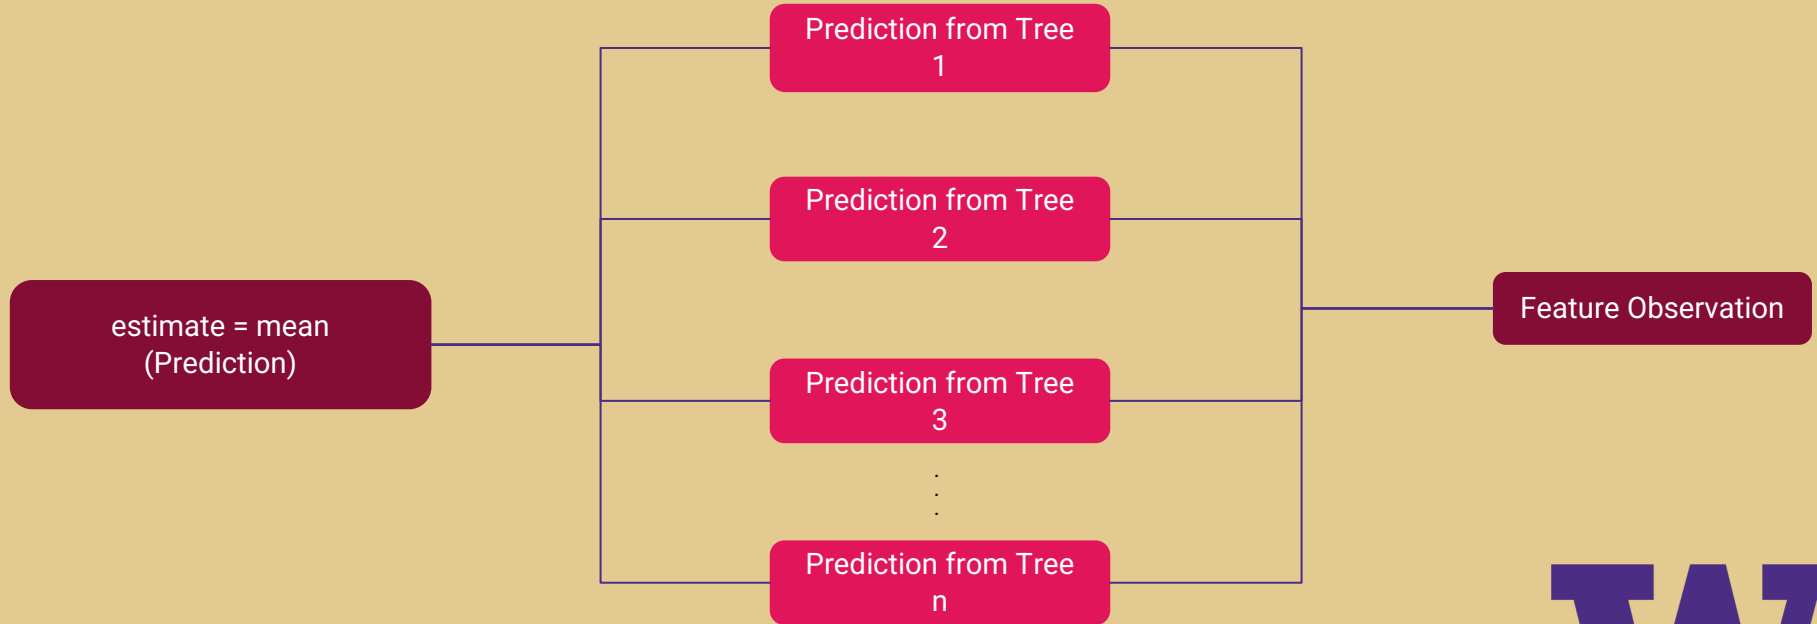 Prediction from Tree
1
Prediction from Tree
2
estimate = mean
(Prediction)
Feature Observation
Prediction from Tree
3
.
.
.
Prediction from Tree
n
W